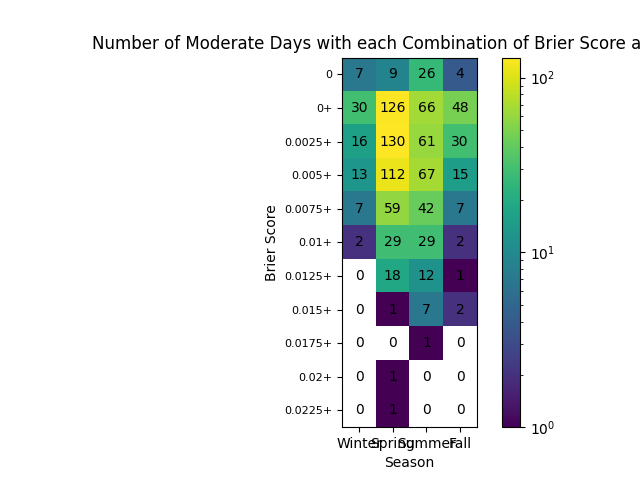 Number of Moderate Days with each Combination of Brier Score a
0 7 9 26 4
0+ 30 126 66 48
0.0025+ 16 130 61 30
0.005+ 13 112 67 15
0.0075+ 7 59 42 7
0.01+ 2 29 29 2
0.0125+ 0 18 12 1
0.015+ 0 1 7 2
0.0175+ 0 0 1 0
0.02+ 0 1 0 0
0.0225+ 0 1 0 0
Winter Spring Summer Fall
Season
Brier Score
10²
10¹
10⁰